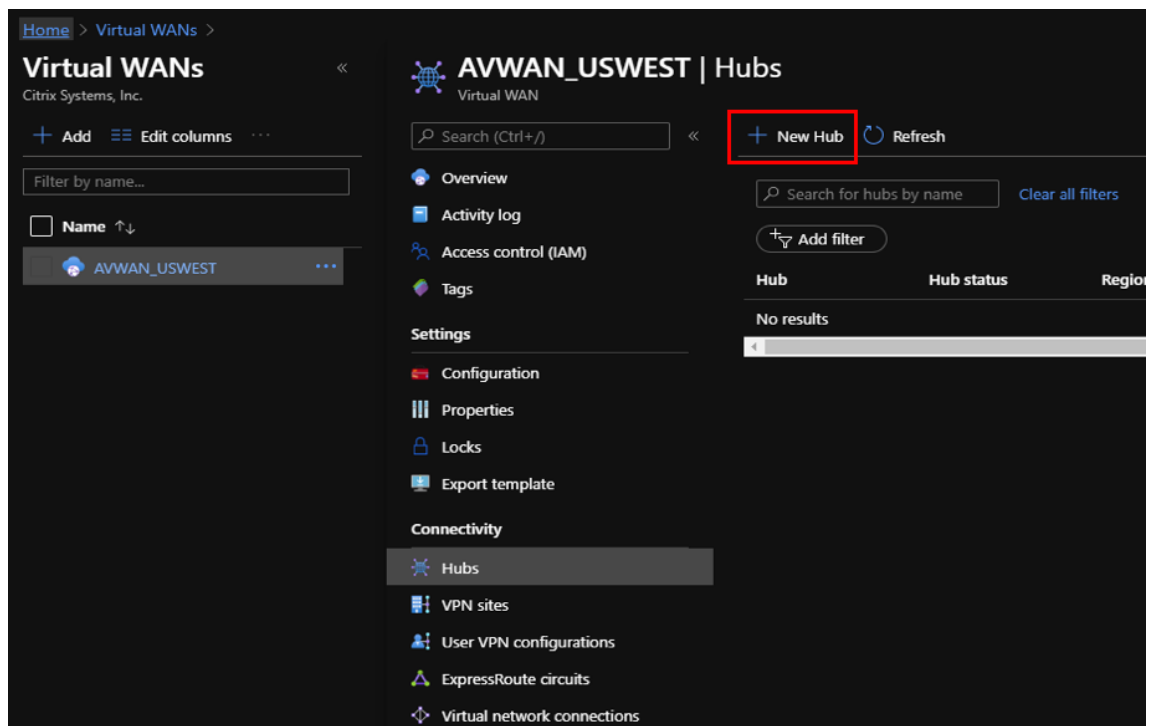 Home > Virtual WANs >
Virtual WANs «
Citrix Systems, Inc.
+ Add Edit columns ···
Filter by name...
Name ↑↓
AVWAN_USWEST ···
AVWAN_USWEST | Hubs
Virtual WAN
Search (Ctrl+/) «
Overview
Activity log
Access control (IAM)
Tags
Settings
Configuration
Properties
Locks
Export template
Connectivity
Hubs
VPN sites
User VPN configurations
ExpressRoute circuits
Virtual network connections
+ New Hub Refresh
Search for hubs by name Clear all filters
Add filter
Hub Hub status Region
No results